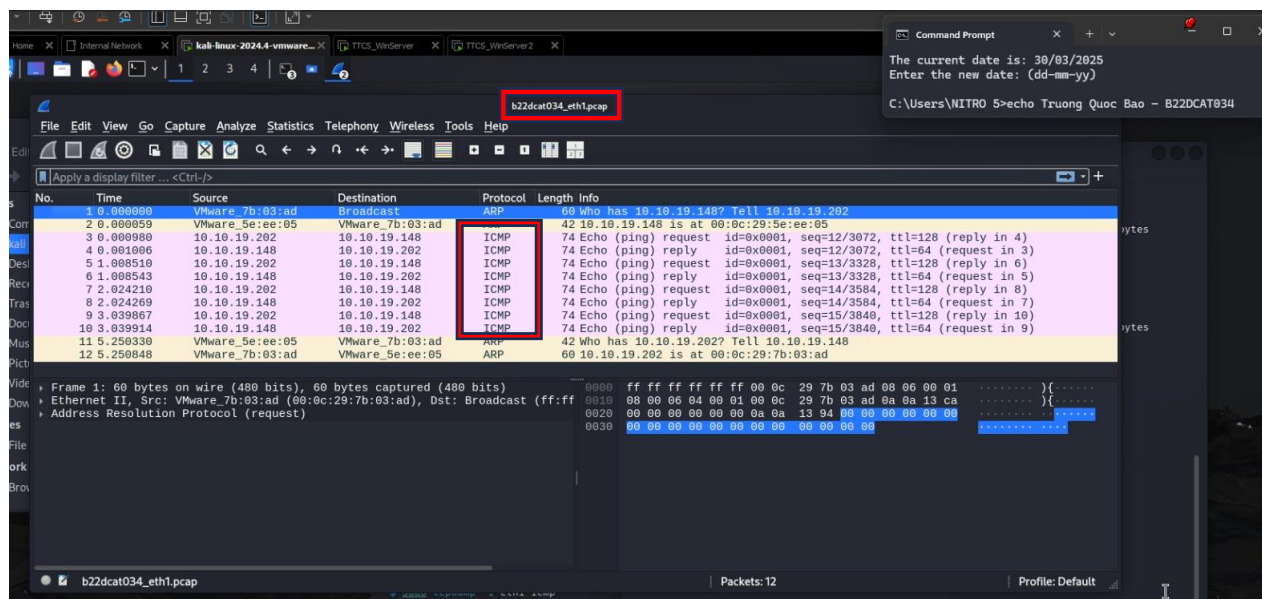 Home Internal Network kali-linux-2024.4-vmware... TTCS_WinServer TTCS_WinServer2
Command Prompt
The current date is: 30/03/2025
Enter the new date: (dd-mm-yy)
C:\Users\NITRO 5>echo Truong Quoc Bao - B22DCAT034
1 2 3 4
b22dcat034_eth1.pcap
File Edit View Go Capture Analyze Statistics Telephony Wireless Tools Help
Apply a display filter ... <Ctrl-/>
No. Time Source Destination Protocol Length Info
1 0.000000 VMware_7b:03:ad Broadcast ARP 60 Who has 10.10.19.148? Tell 10.10.19.202
2 0.000059 VMware_5e:ee:05 VMware_7b:03:ad ARP 42 10.10.19.148 is at 00:0c:29:5e:ee:05
3 0.000980 10.10.19.202 10.10.19.148 ICMP 74 Echo (ping) request id=0x0001, seq=12/3072, ttl=128 (reply in 4)
4 0.001006 10.10.19.148 10.10.19.202 ICMP 74 Echo (ping) reply id=0x0001, seq=12/3072, ttl=64 (request in 3)
5 1.008510 10.10.19.202 10.10.19.148 ICMP 74 Echo (ping) request id=0x0001, seq=13/3328, ttl=128 (reply in 6)
6 1.008543 10.10.19.148 10.10.19.202 ICMP 74 Echo (ping) reply id=0x0001, seq=13/3328, ttl=64 (request in 5)
7 2.024210 10.10.19.202 10.10.19.148 ICMP 74 Echo (ping) request id=0x0001, seq=14/3584, ttl=128 (reply in 8)
8 2.024269 10.10.19.148 10.10.19.202 ICMP 74 Echo (ping) reply id=0x0001, seq=14/3584, ttl=64 (request in 7)
9 3.039867 10.10.19.202 10.10.19.148 ICMP 74 Echo (ping) request id=0x0001, seq=15/3840, ttl=128 (reply in 10)
10 3.039914 10.10.19.148 10.10.19.202 ICMP 74 Echo (ping) reply id=0x0001, seq=15/3840, ttl=64 (request in 9)
11 5.250330 VMware_5e:ee:05 VMware_7b:03:ad ARP 42 Who has 10.10.19.202? Tell 10.10.19.148
12 5.250848 VMware_7b:03:ad VMware_5e:ee:05 ARP 60 10.10.19.202 is at 00:0c:29:7b:03:ad
Frame 1: 60 bytes on wire (480 bits), 60 bytes captured (480 bits)
Ethernet II, Src: VMware_7b:03:ad (00:0c:29:7b:03:ad), Dst: Broadcast (ff:ff
Address Resolution Protocol (request)
0000 ff ff ff ff ff ff 00 0c 29 7b 03 ad 08 06 00 01 ········ ){······
0010 08 00 06 04 00 01 00 0c 29 7b 03 ad 0a 0a 13 ca ········ ){······
0020 00 00 00 00 00 00 0a 0a 13 94 00 00 00 00 00 00 ········ ········
0030 00 00 00 00 00 00 00 00 00 00 00 00 ········ ····
b22dcat034_eth1.pcap Packets: 12 Profile: Default